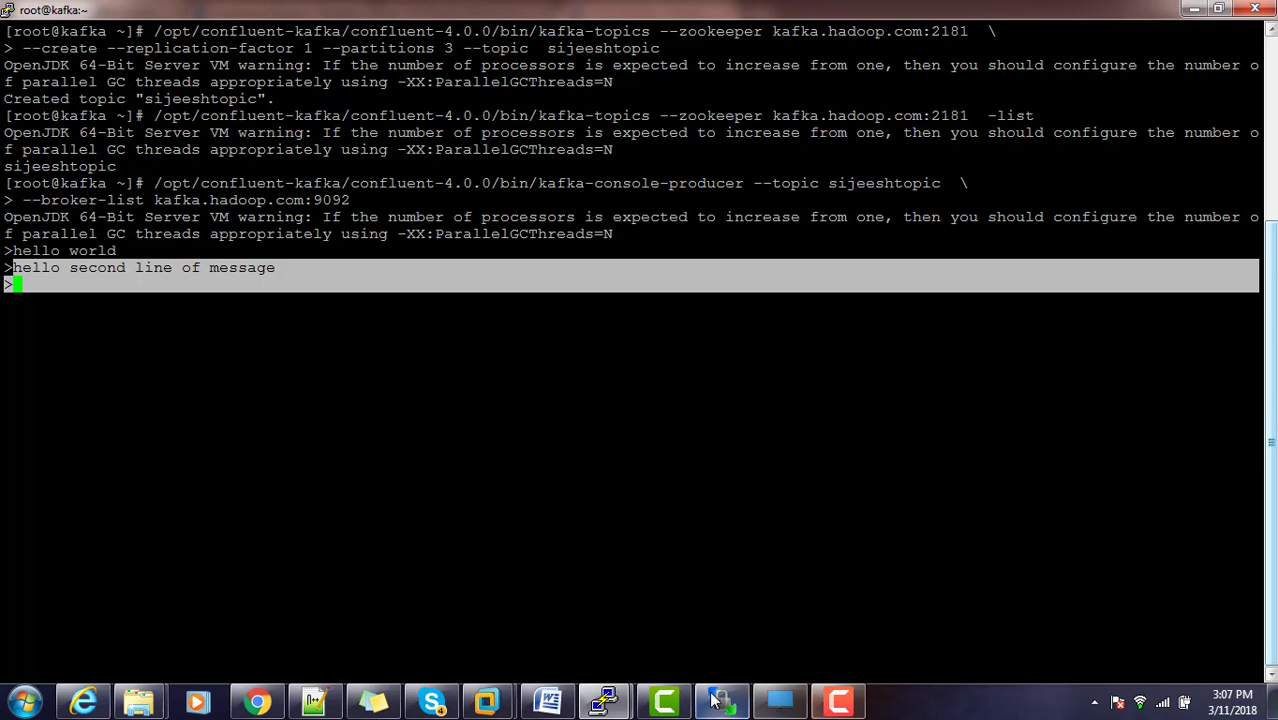 root@kafka:~
[root@kafka ~]# /opt/confluent-kafka/confluent-4.0.0/bin/kafka-topics --zookeeper kafka.hadoop.com:2181  \
> --create --replication-factor 1 --partitions 3 --topic  sijeeshtopic
OpenJDK 64-Bit Server VM warning: If the number of processors is expected to increase from one, then you should configure the number o
f parallel GC threads appropriately using -XX:ParallelGCThreads=N
Created topic "sijeeshtopic".
[root@kafka ~]# /opt/confluent-kafka/confluent-4.0.0/bin/kafka-topics --zookeeper kafka.hadoop.com:2181  -list
OpenJDK 64-Bit Server VM warning: If the number of processors is expected to increase from one, then you should configure the number o
f parallel GC threads appropriately using -XX:ParallelGCThreads=N
sijeeshtopic
[root@kafka ~]# /opt/confluent-kafka/confluent-4.0.0/bin/kafka-console-producer --topic sijeeshtopic  \
> --broker-list kafka.hadoop.com:9092
OpenJDK 64-Bit Server VM warning: If the number of processors is expected to increase from one, then you should configure the number o
f parallel GC threads appropriately using -XX:ParallelGCThreads=N
>hello world
>hello second line of message
>
3:07 PM
3/11/2018